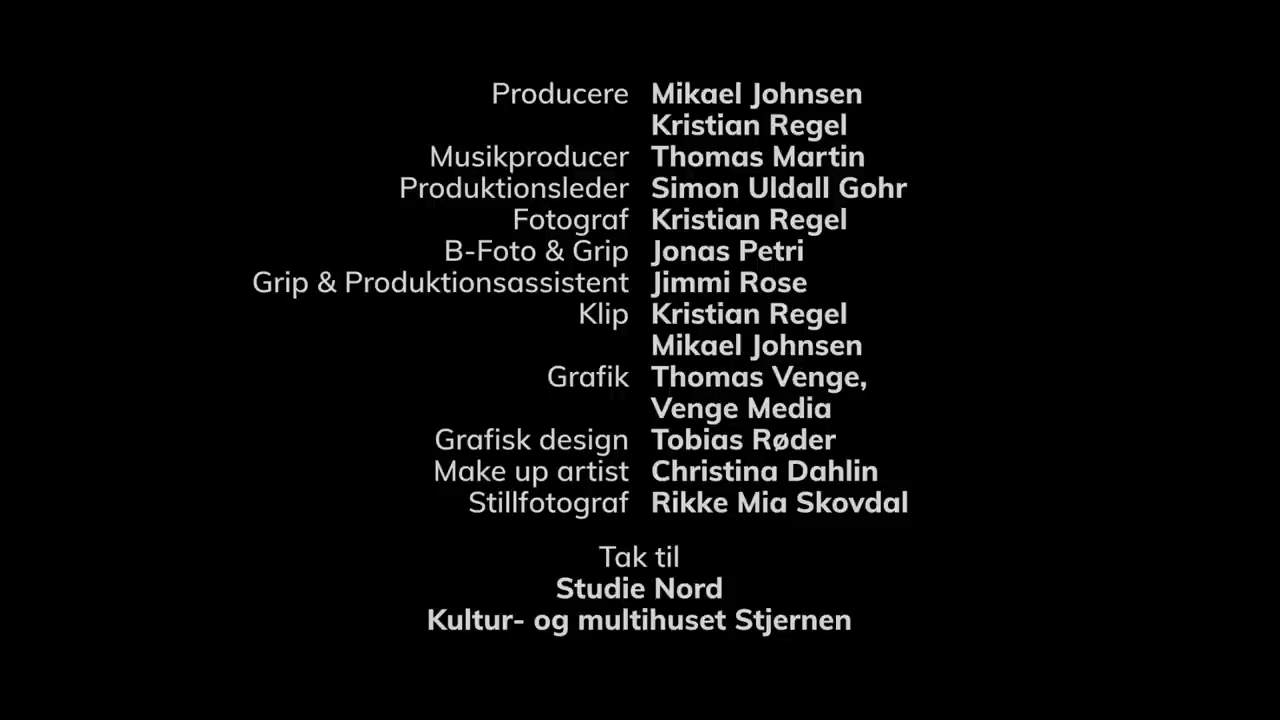 Producere Mikael Johnsen
Kristian Regel
Musikproducer Thomas Martin
Produktionsleder Simon Uldall Gohr
Fotograf Kristian Regel
B-Foto & Grip Jonas Petri
Grip & Produktionsassistent Jimmi Rose
Klip Kristian Regel
Mikael Johnsen
Grafik Thomas Venge,
Venge Media
Grafisk design Tobias Røder
Make up artist Christina Dahlin
Stillfotograf Rikke Mia Skovdal
Tak til
Studie Nord
Kultur- og multihuset Stjernen